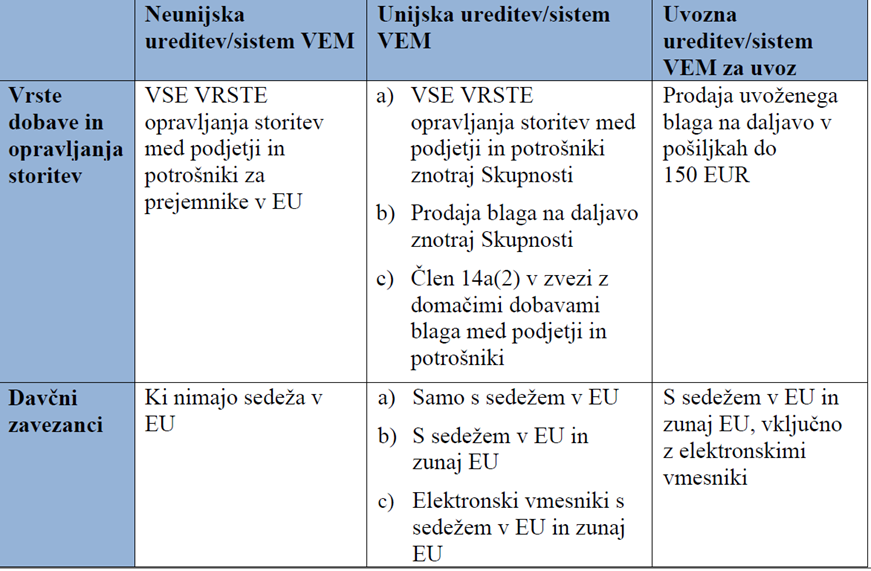 Neunijska
ureditev/sistem VEM
Unijska ureditev/sistem
VEM
Uvozna
ureditev/sistem
VEM za uvoz
Vrste
dobave in
opravljanja
storitev
VSE VRSTE
opravljanja storitev
med podjetji in
potrošniki za
prejemnike v EU
a) VSE VRSTE
opravljanja storitev med
podjetji in potrošniki
znotraj Skupnosti
b) Prodaja blaga na daljavo
znotraj Skupnosti
c) Člen 14a(2) v zvezi z
domačimi dobavami
blaga med podjetji in
potrošniki
Prodaja uvoženega
blaga na daljavo v
pošiljkah do
150 EUR
Davčni
zavezanci
Ki nimajo sedeža v
EU
a) Samo s sedežem v EU
b) S sedežem v EU in
zunaj EU
c) Elektronski vmesniki s
sedežem v EU in zunaj
EU
S sedežem v EU in
zunaj EU, vključno
z elektronskimi
vmesniki